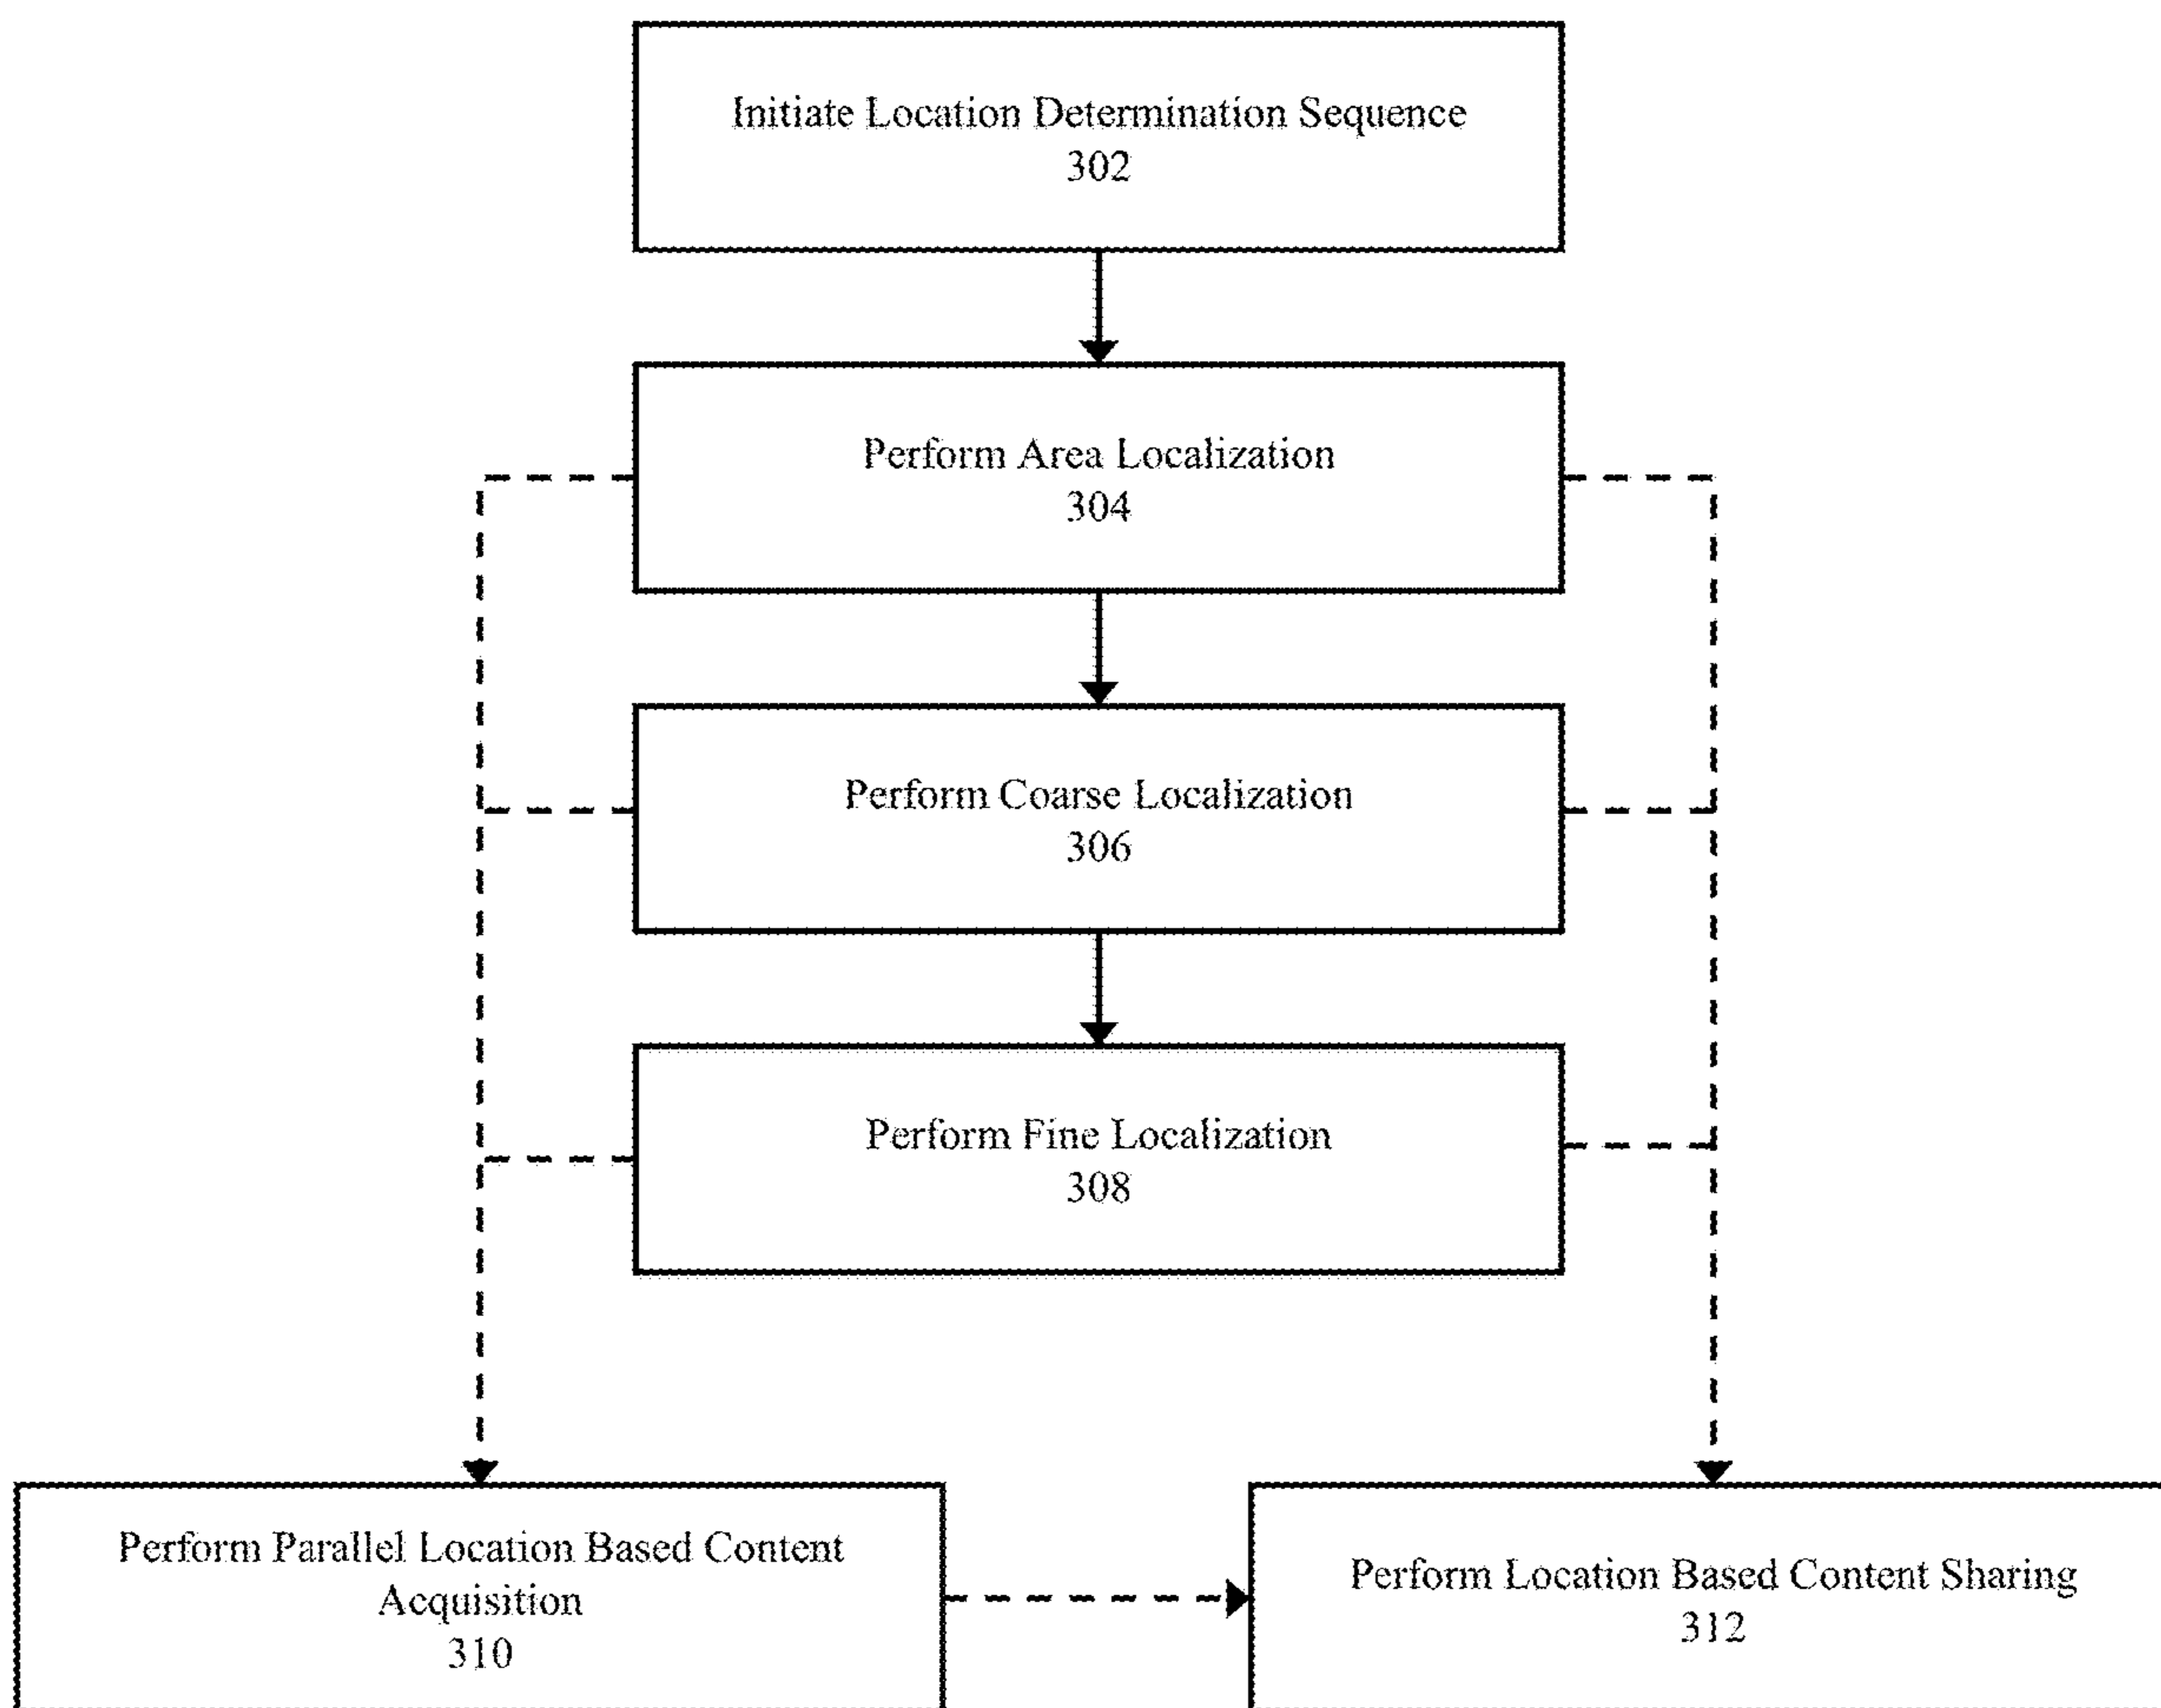 Initiate Location Determination Sequence
302
Perform Area Localization
304
Perform Coarse Localization
306
Perform Fine Localization
308
Perform Parallel Location Based Content
Acquisition
310
Perform Location Based Content Sharing
312